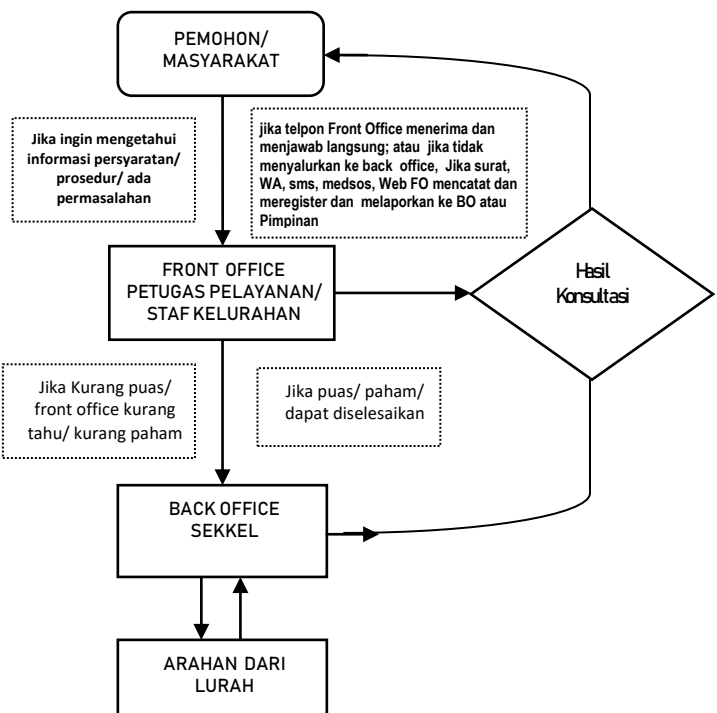 PEMOHON/
MASYARAKAT
Jika ingin mengetahui
informasi persyaratan/
prosedur/ ada
permasalahan
jika telpon Front Office menerima dan
menjawab langsung; atau jika tidak
menyalurkan ke back office, Jika surat,
WA, sms, medsos, Web FO mencatat dan
meregister dan melaporkan ke BO atau
Pimpinan
FRONT OFFICE
PETUGAS PELAYANAN/
STAF KELURAHAN
Hasil
Konsultasi
Jika Kurang puas/
front office kurang
tahu/ kurang paham
Jika puas/ paham/
dapat diselesaikan
BACK OFFICE
SEKKEL
ARAHAN DARI
LURAH